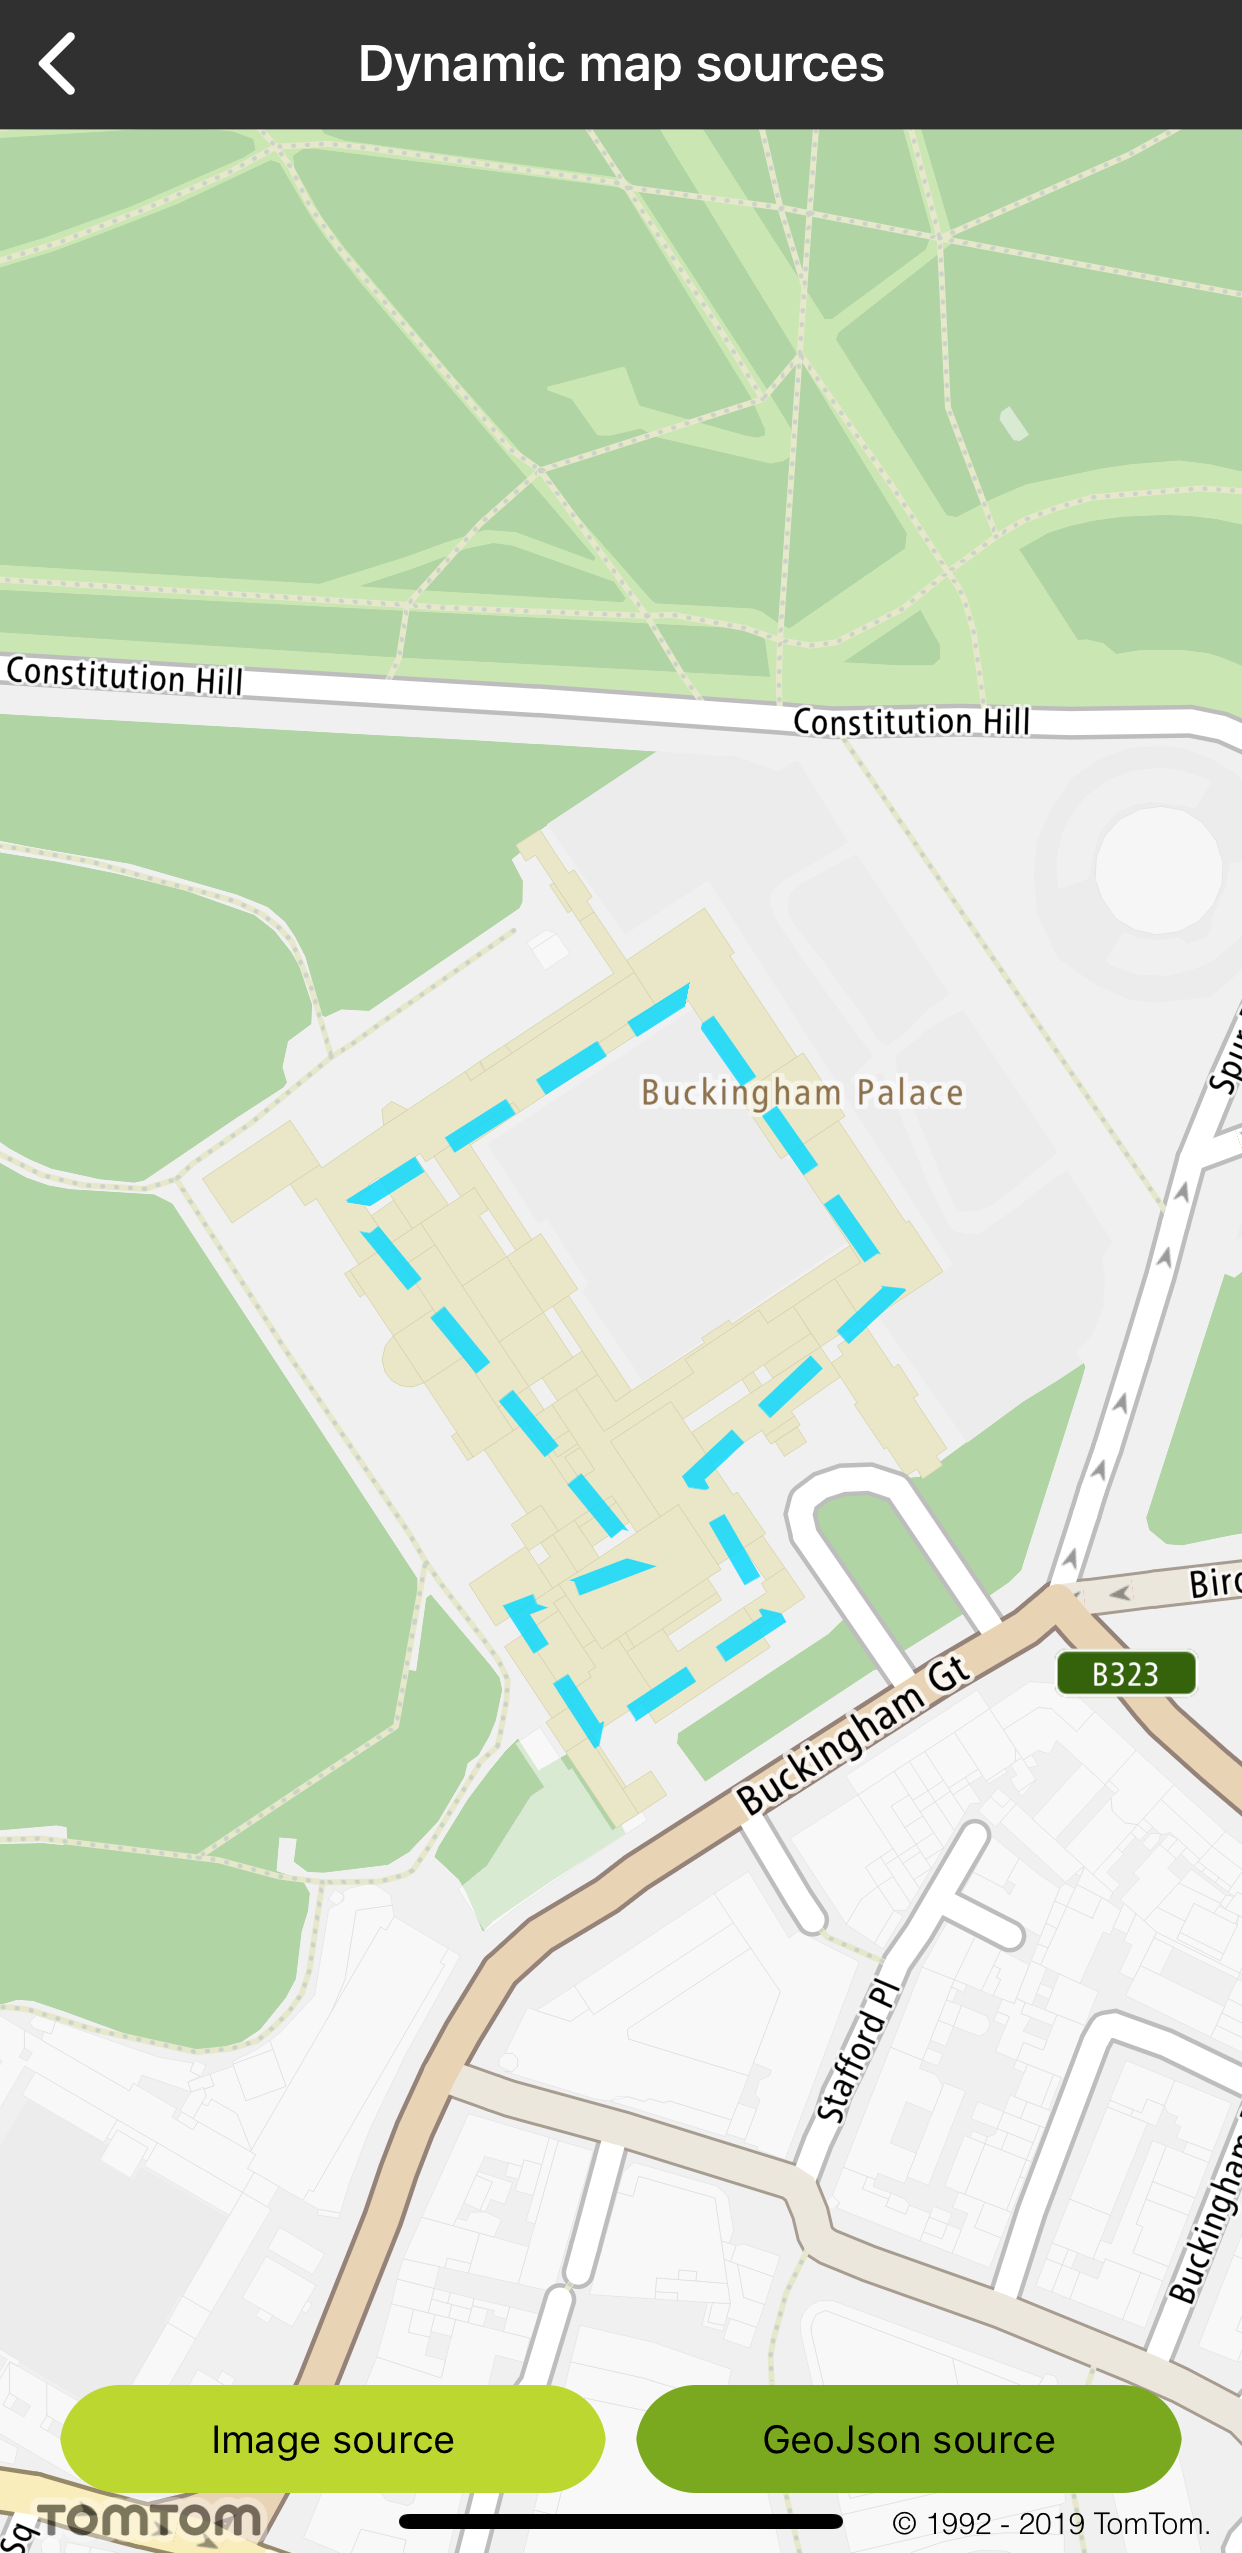 Dynamic map sources
Constitution Hill
Constitution Hill
Buckingham Palace
Spur
Birc
B323
Buckingham Gt
Stafford Pl
Buckingham
Image source
GeoJson source
TOMTOM
Sq
© 1992 - 2019 TomTom.